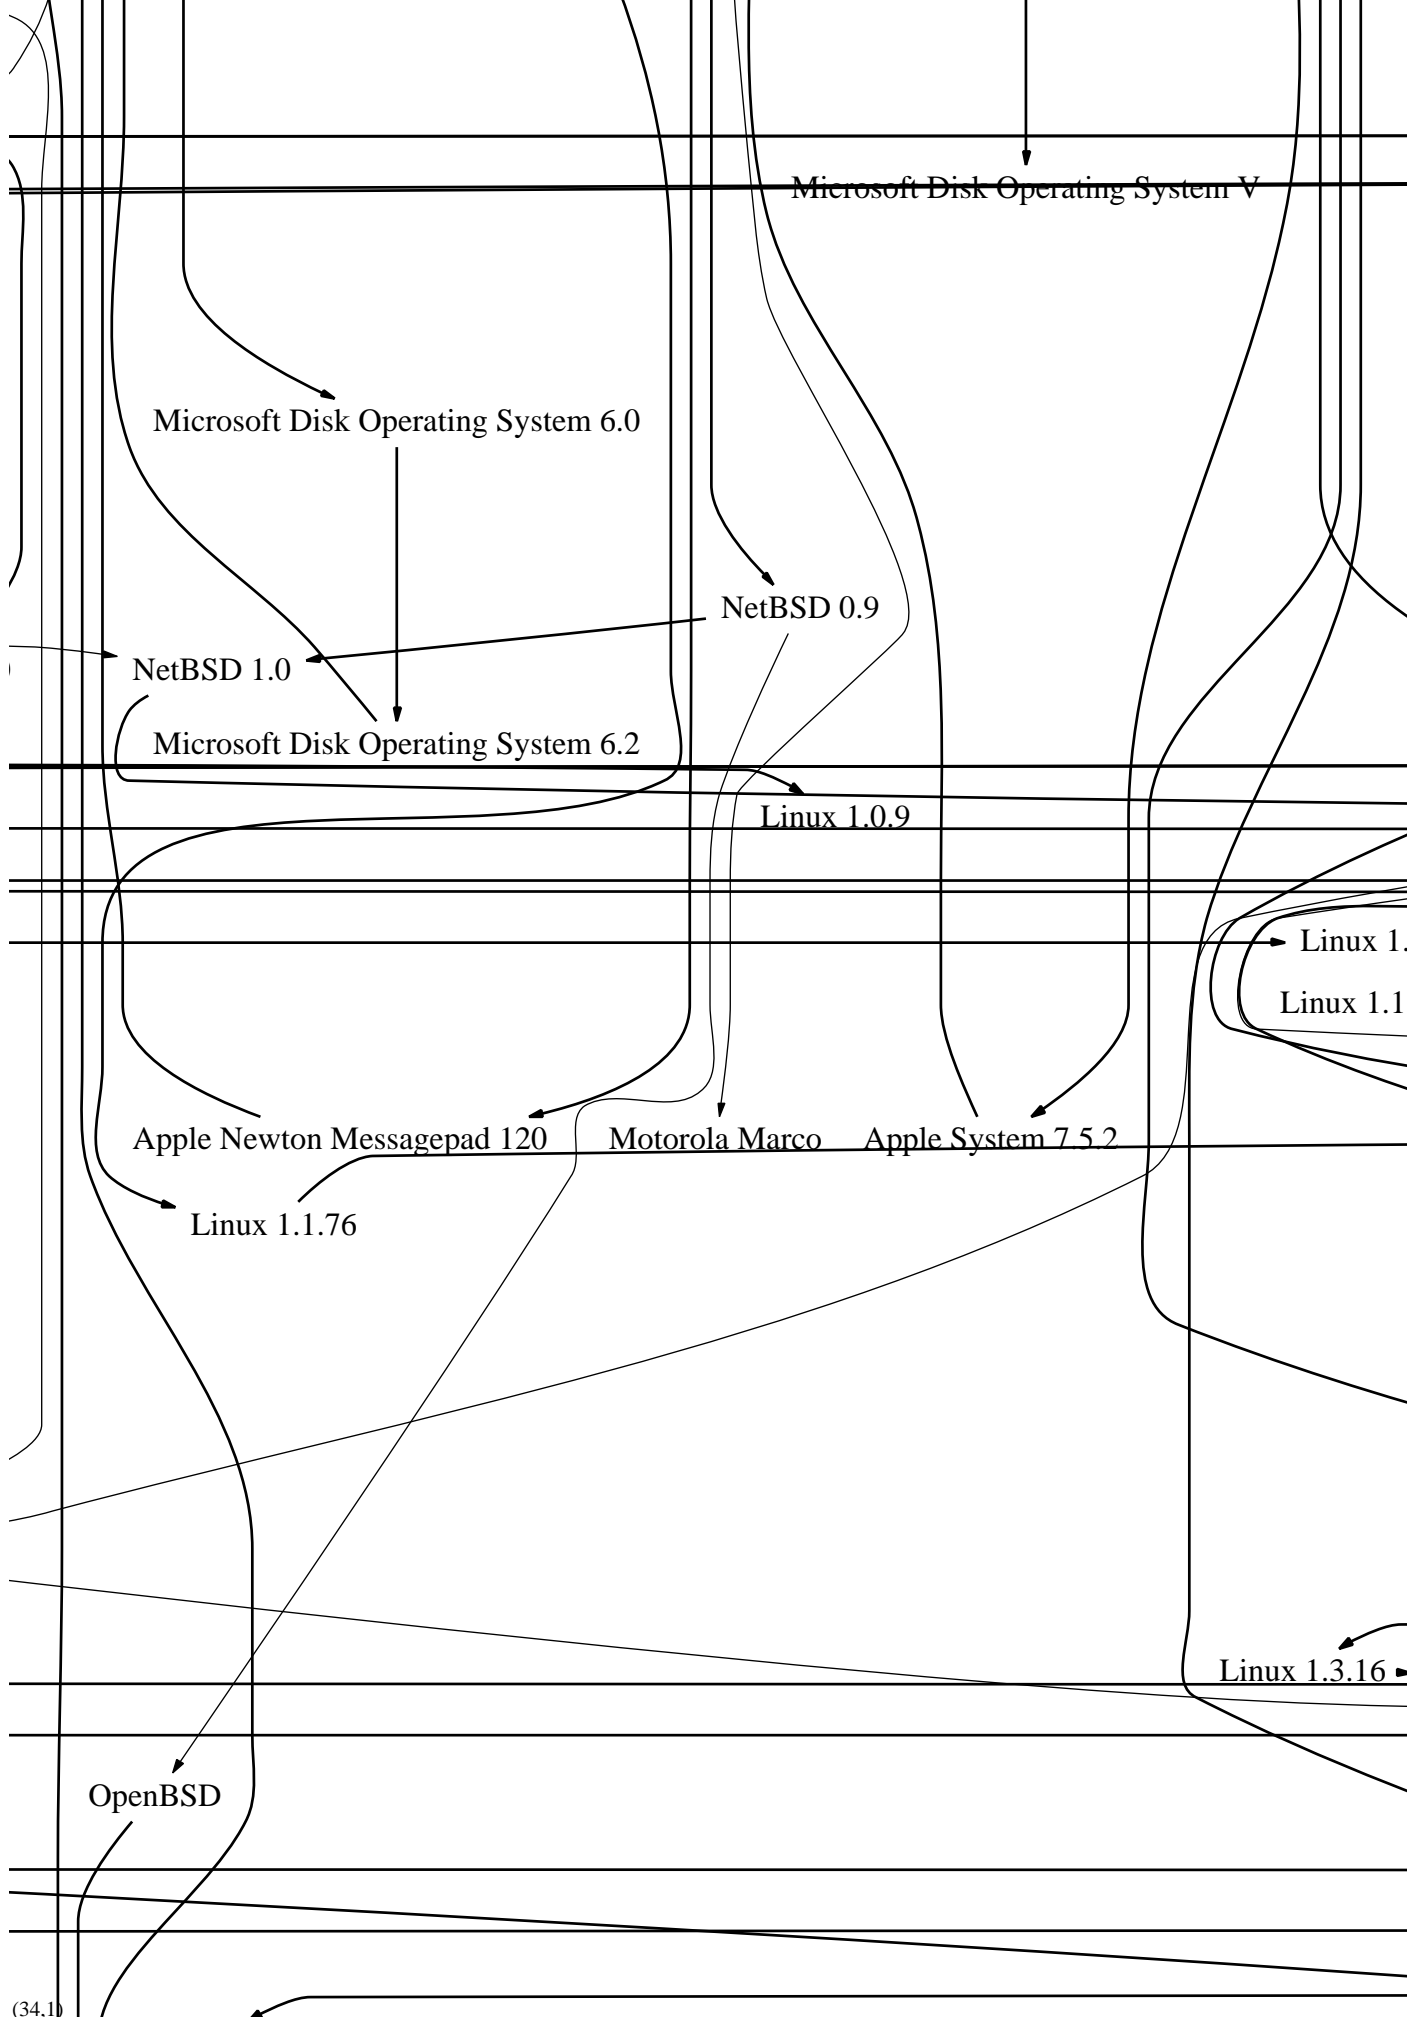 Microsoft Disk Operating System V
Microsoft Disk Operating System 6.0
NetBSD 0.9
)
NetBSD 1.0
Microsoft Disk Operating System 6.2
Linux 1.0.9
Linux 1.
Linux 1.1
Apple Newton Messagepad 120
Motorola Marco
Apple System 7.5.2
Linux 1.1.76
Linux 1.3.16
OpenBSD
(34,1)